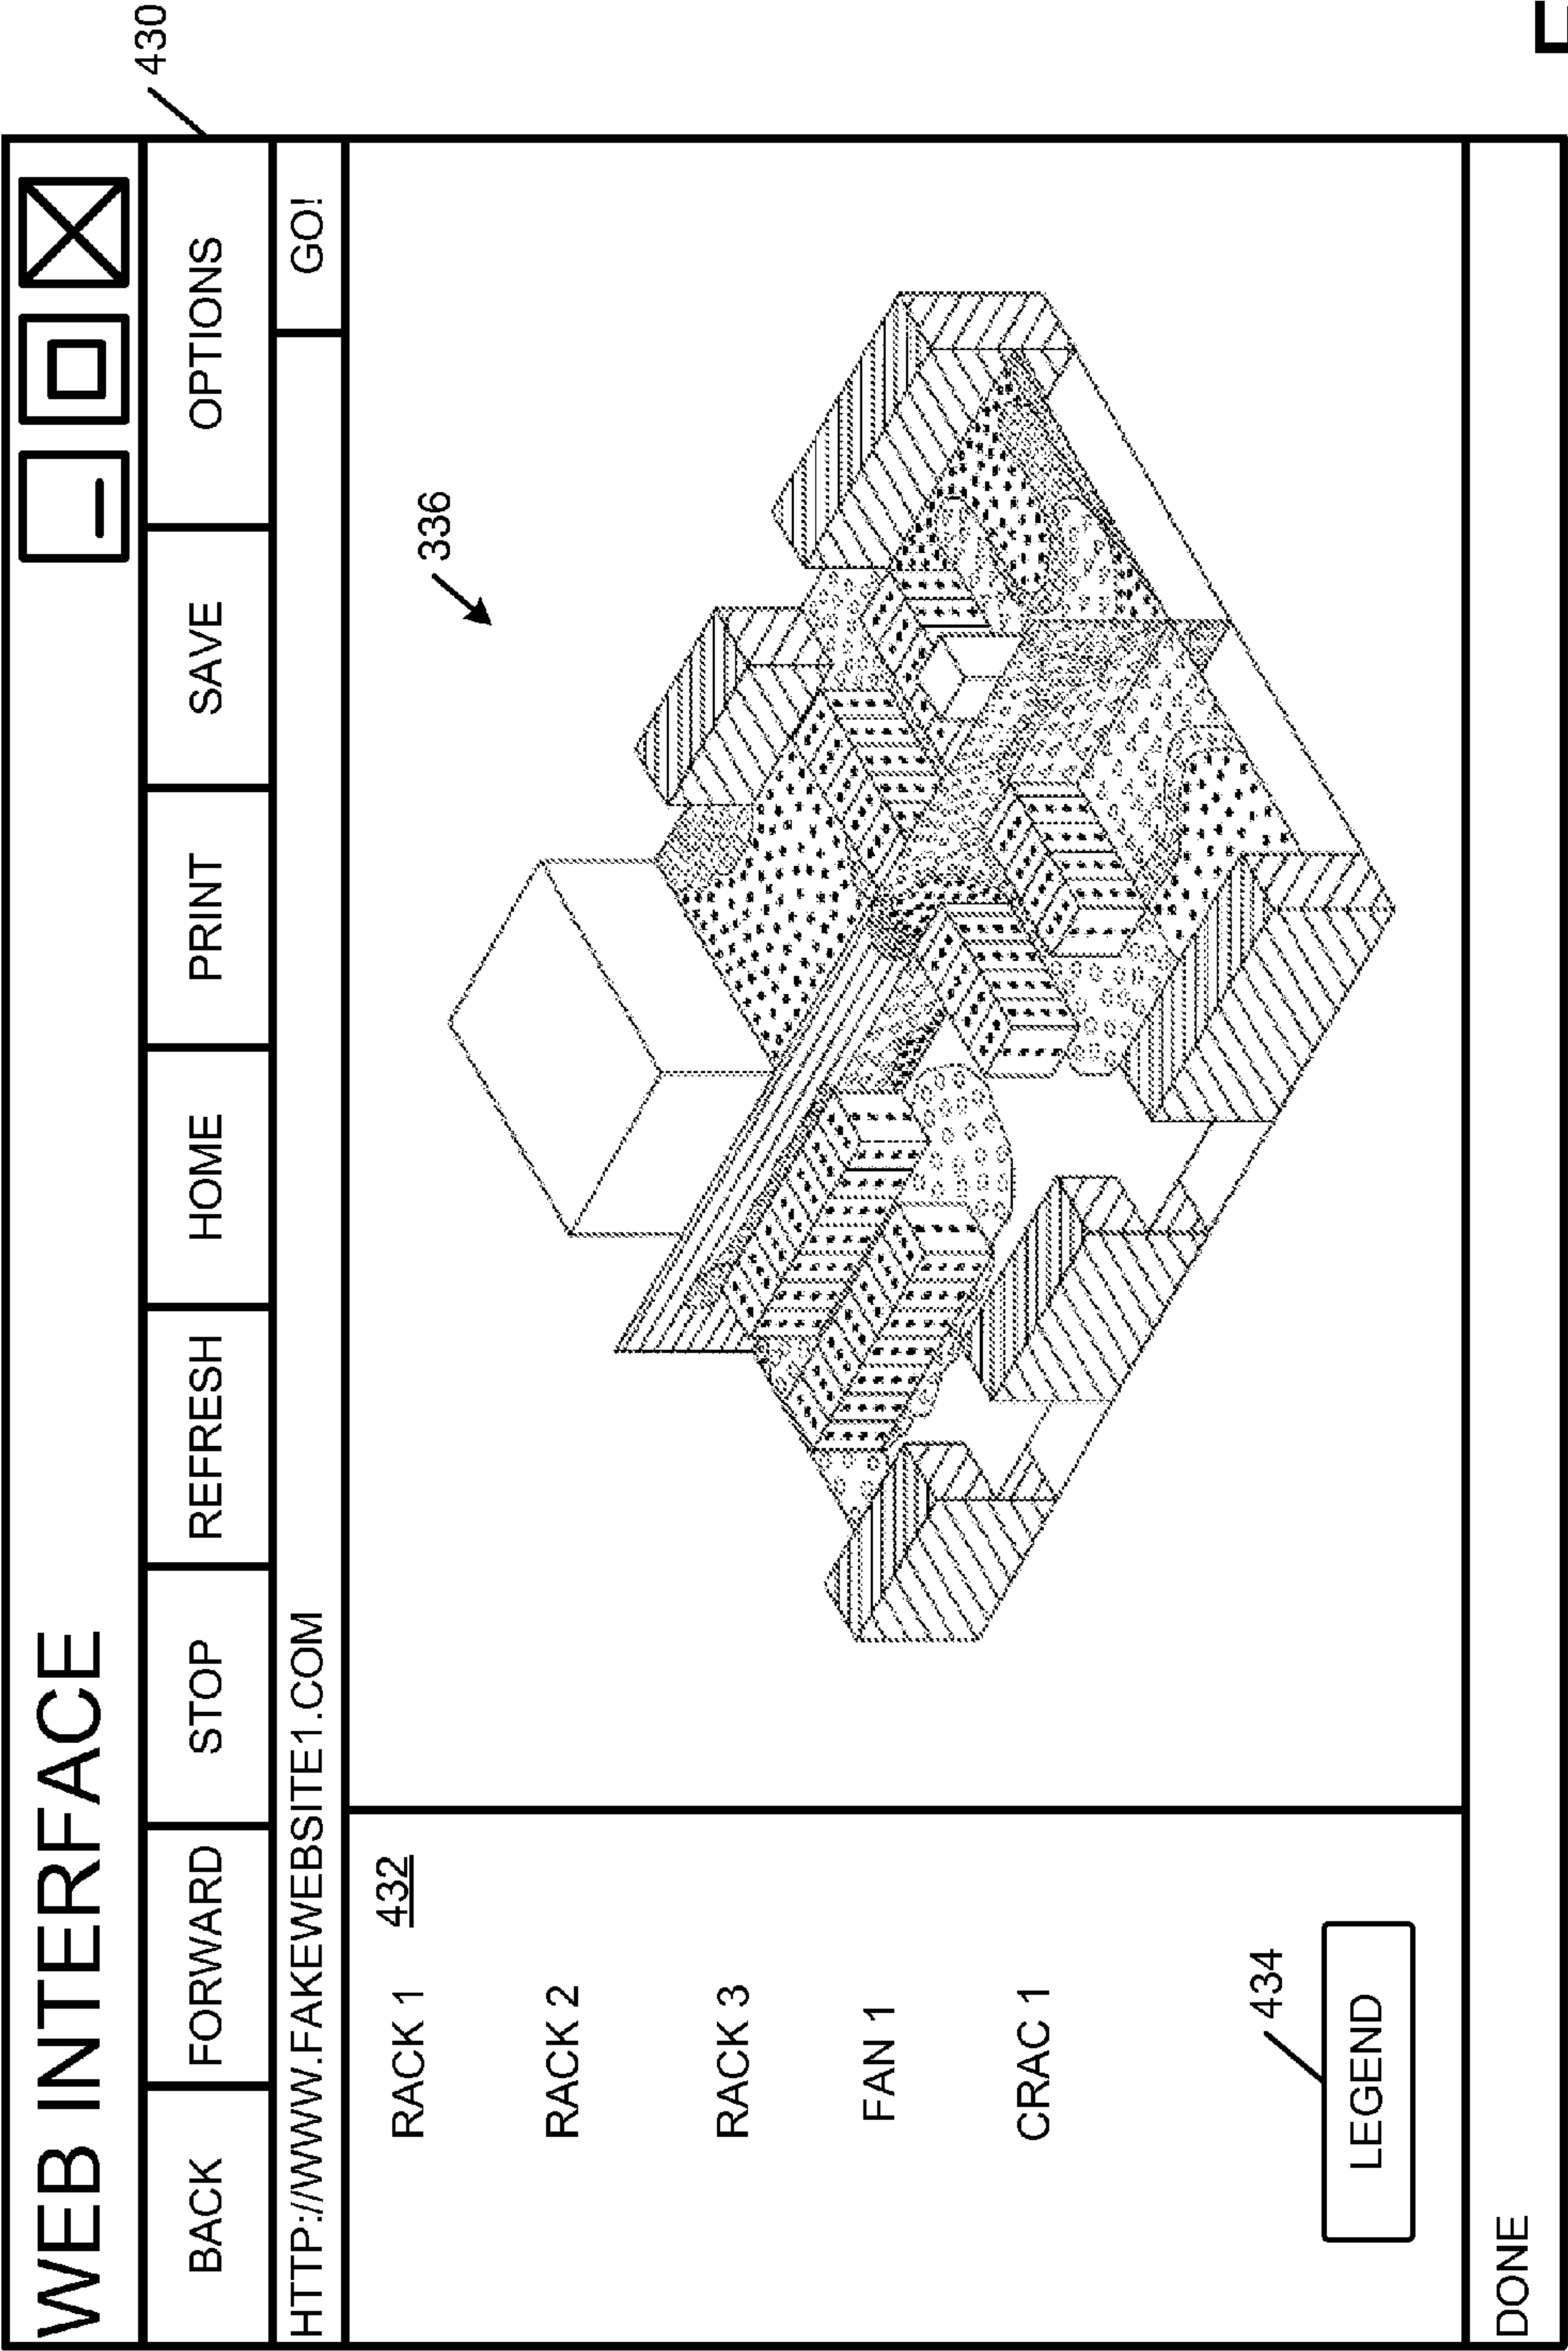 WEB INTERFACE
BACK FORWARD STOP REFRESH HOME PRINT SAVE OPTIONS
430
HTTP://WWW.FAKEWEBSITE1.COM GO!
432
RACK 1
RACK 2
RACK 3
FAN 1
CRAC 1
336
434
LEGEND
DONE